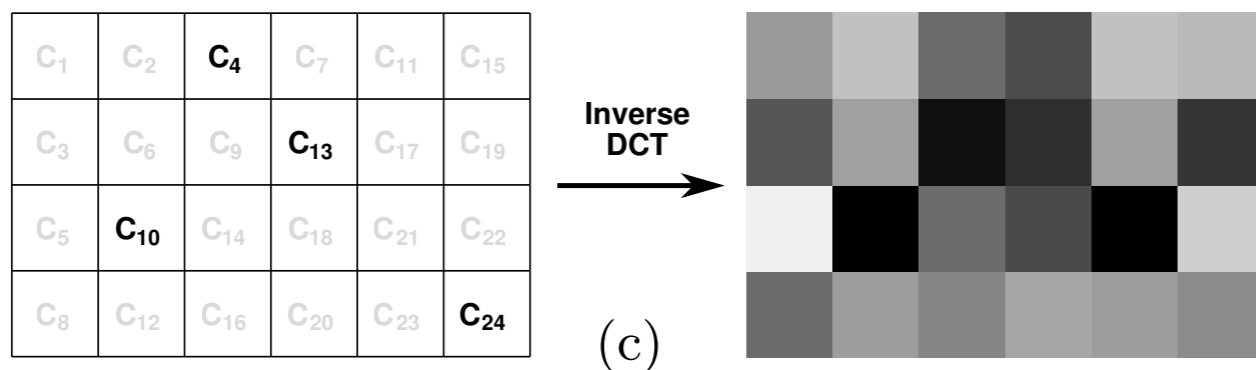 C₁ C₂ C₄ C₇ C₁₁ C₁₅
C₃ C₆ C₉ C₁₃ C₁₇ C₁₉
C₅ C₁₀ C₁₄ C₁₈ C₂₁ C₂₂
C₈ C₁₂ C₁₆ C₂₀ C₂₃ C₂₄
Inverse
DCT
(c)